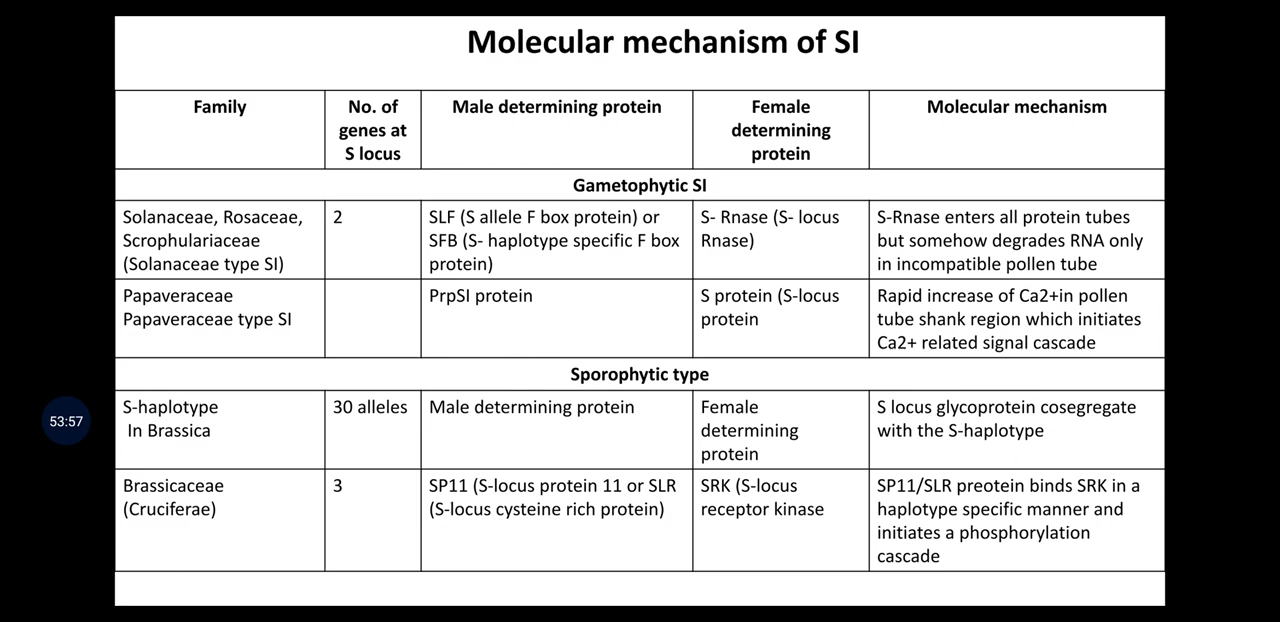 Molecular mechanism of SI
Family
No. of
genes at
S locus
Male determining protein
Female
determining
protein
Molecular mechanism
Gametophytic SI
Solanaceae, Rosaceae,
Scrophulariaceae
(Solanaceae type SI)
2
SLF (S allele F box protein) or
SFB (S- haplotype specific F box
protein)
S- Rnase (S- locus
Rnase)
S-Rnase enters all protein tubes
but somehow degrades RNA only
in incompatible pollen tube
Papaveraceae
Papaveraceae type SI
PrpSI protein
S protein (S-locus
protein
Rapid increase of Ca2+in pollen
tube shank region which initiates
Ca2+ related signal cascade
Sporophytic type
S-haplotype
In Brassica
30 alleles
Male determining protein
Female
determining
protein
S locus glycoprotein cosegregate
with the S-haplotype
Brassicaceae
(Cruciferae)
3
SP11 (S-locus protein 11 or SLR
(S-locus cysteine rich protein)
SRK (S-locus
receptor kinase
SP11/SLR preotein binds SRK in a
haplotype specific manner and
initiates a phosphorylation
cascade
53:57